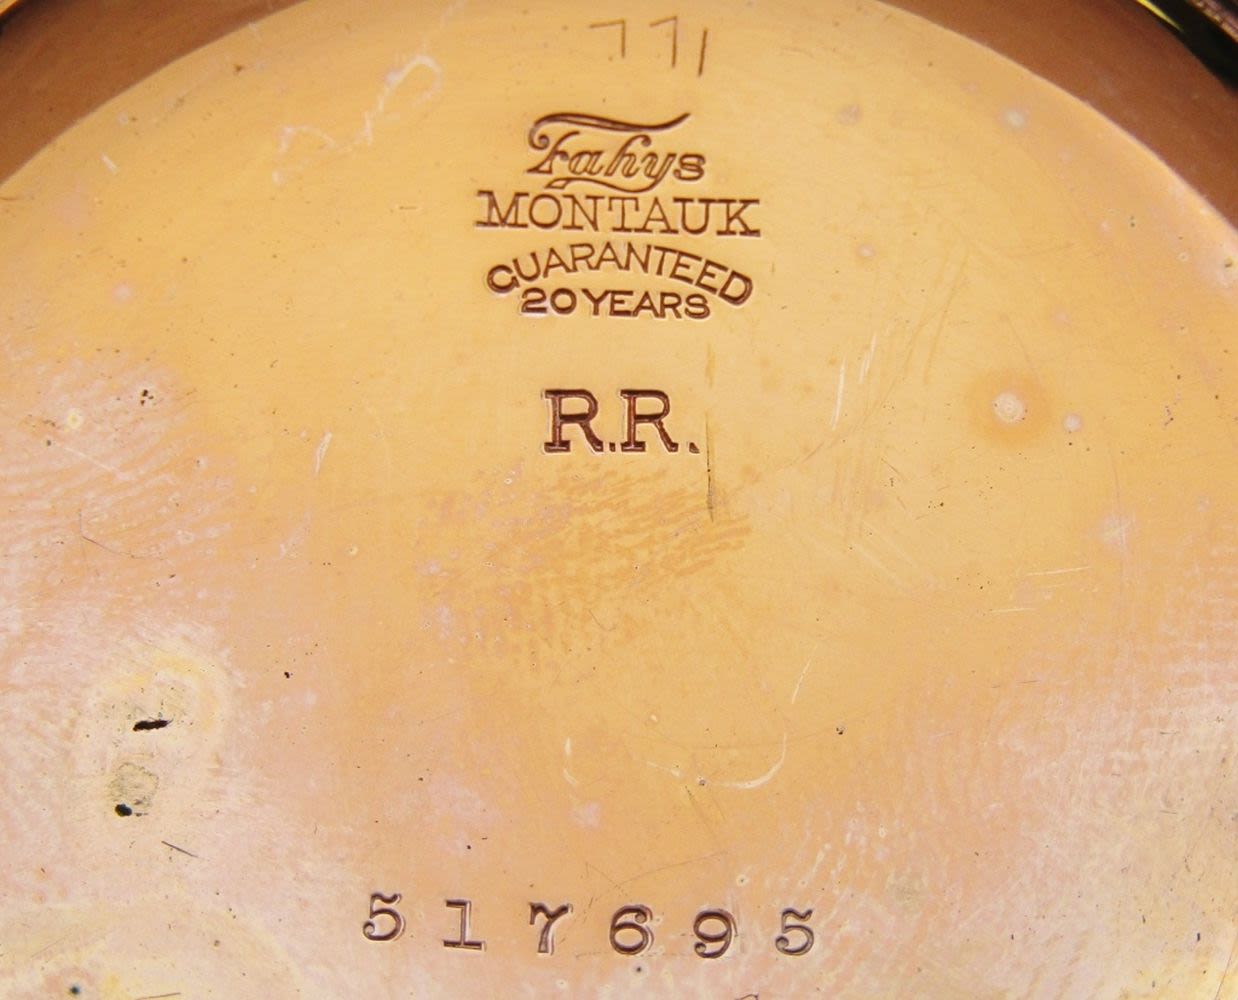 771
Fahys
MONTAUK
GUARANTEED
20 YEARS
R.R.
517695